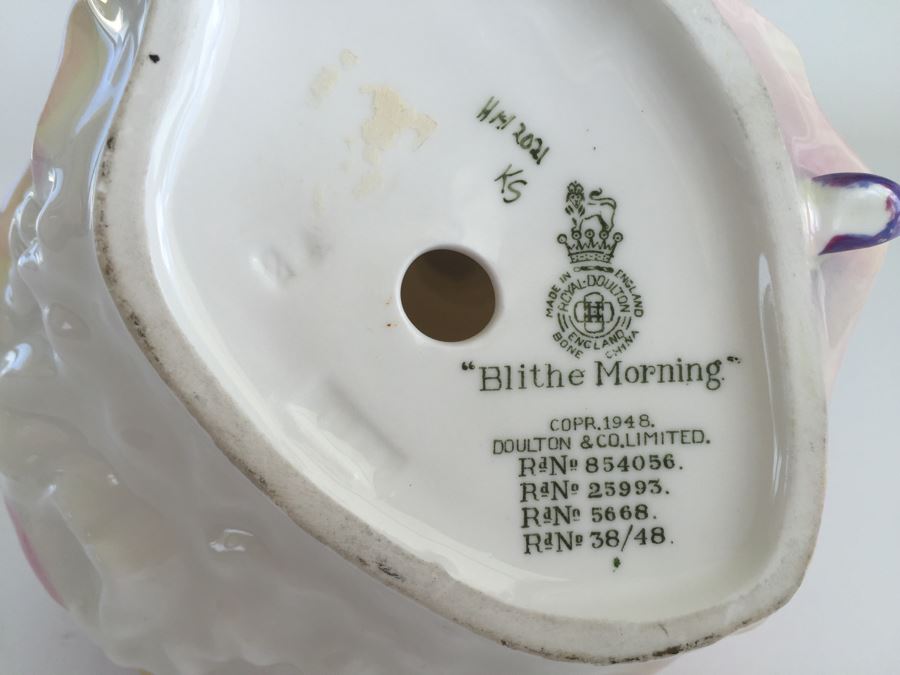 HN 2021
KS
MADE IN ENGLAND
ROYAL·DOULTON
ENGLAND
BONE CHINA
"Blithe Morning"
COPR.1948.
DOULTON & CO. LIMITED.
RdNo 854056.
RdNo 25993.
RdNo 5668.
RdNo 38/48.